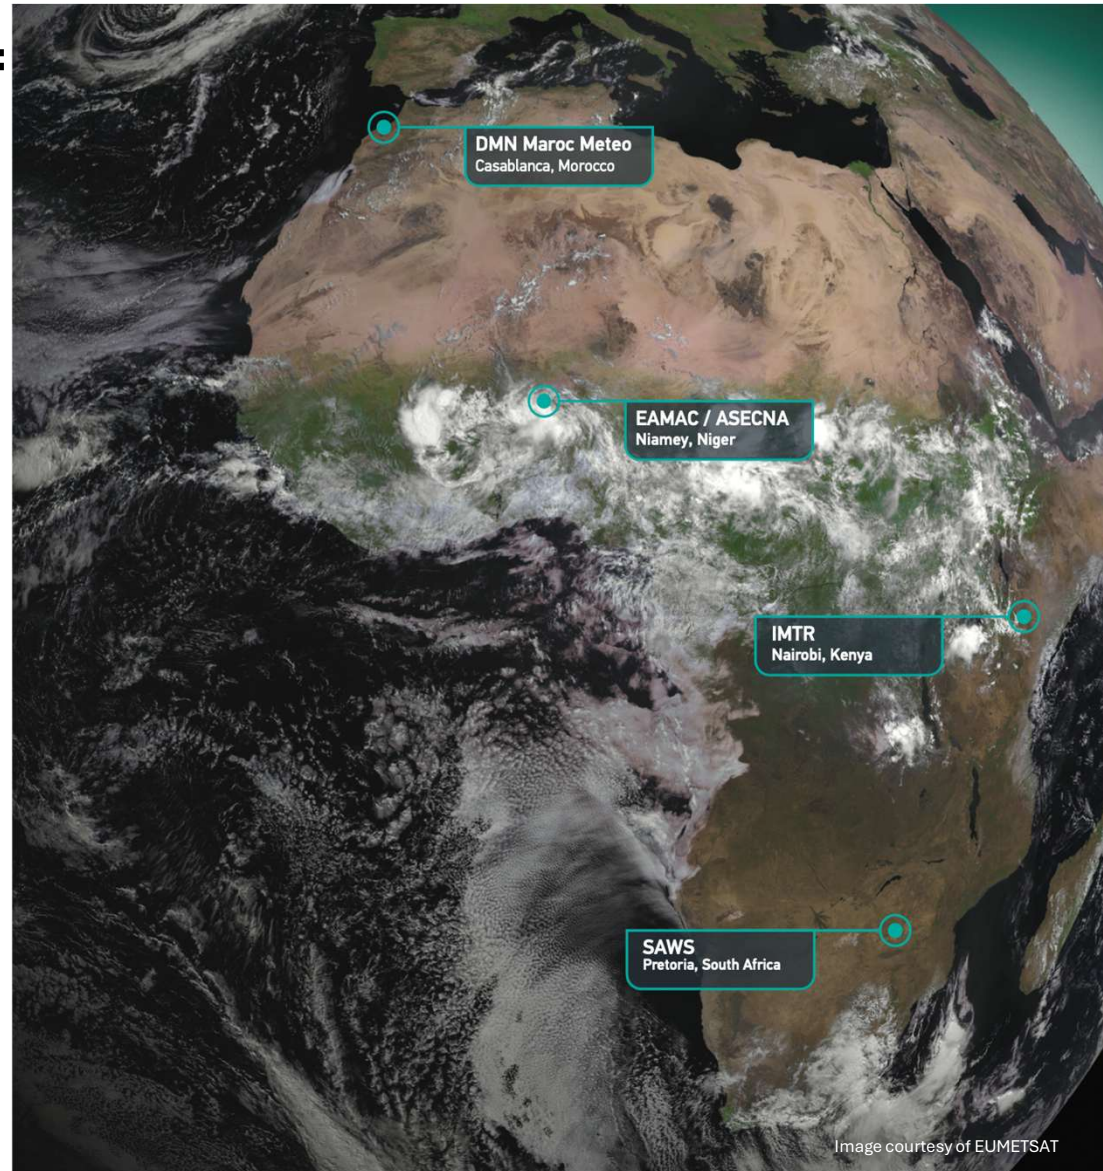 :
DMN Maroc Meteo
Casablanca, Morocco
EAMAC / ASECNA
Niamey, Niger
IMTR
Nairobi, Kenya
SAWS
Pretoria, South Africa
Image courtesy of EUMETSAT